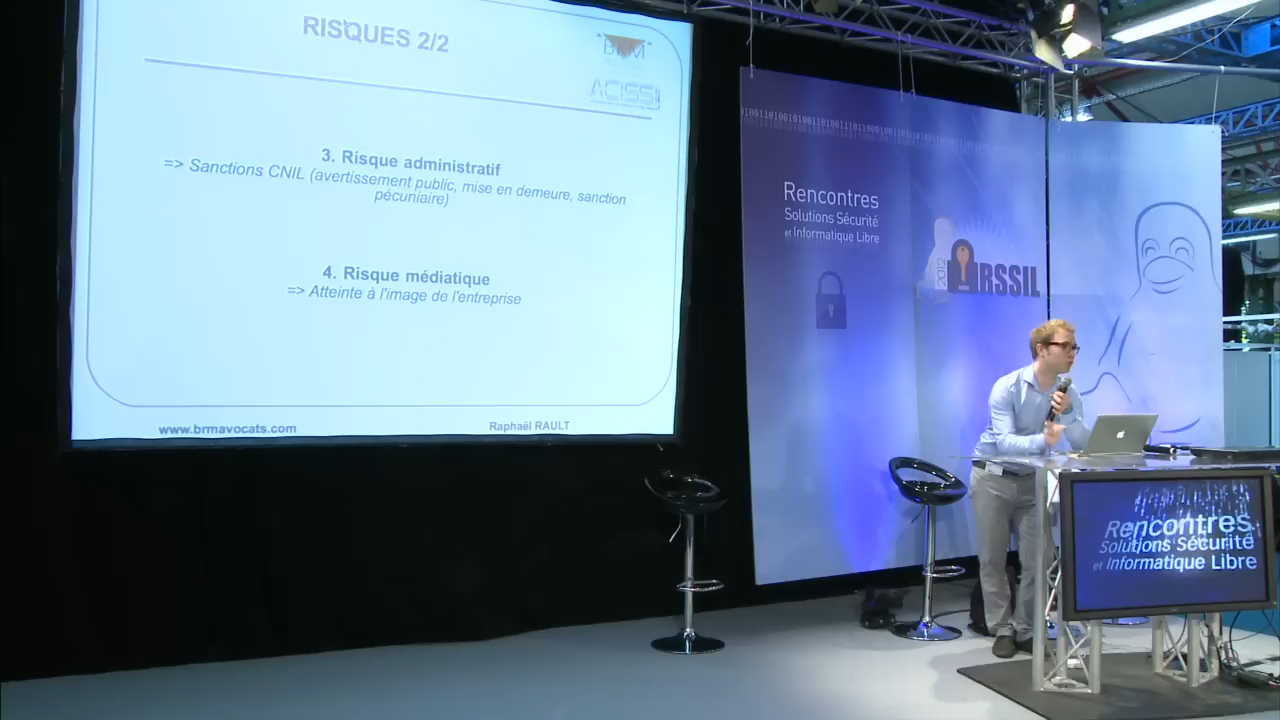 RISQUES 2/2
ACISSI
3. Risque administratif
=> Sanctions CNIL (avertissement public, mise en demeure, sanction
pécuniaire)
4. Risque médiatique
=> Atteinte à l'image de l'entreprise
www.brmavocats.com
Raphaël RAULT
Rencontres
Solutions Sécurité
et Informatique Libre
2012
RSSIL
Rencontres
Solutions Sécurité
et Informatique Libre